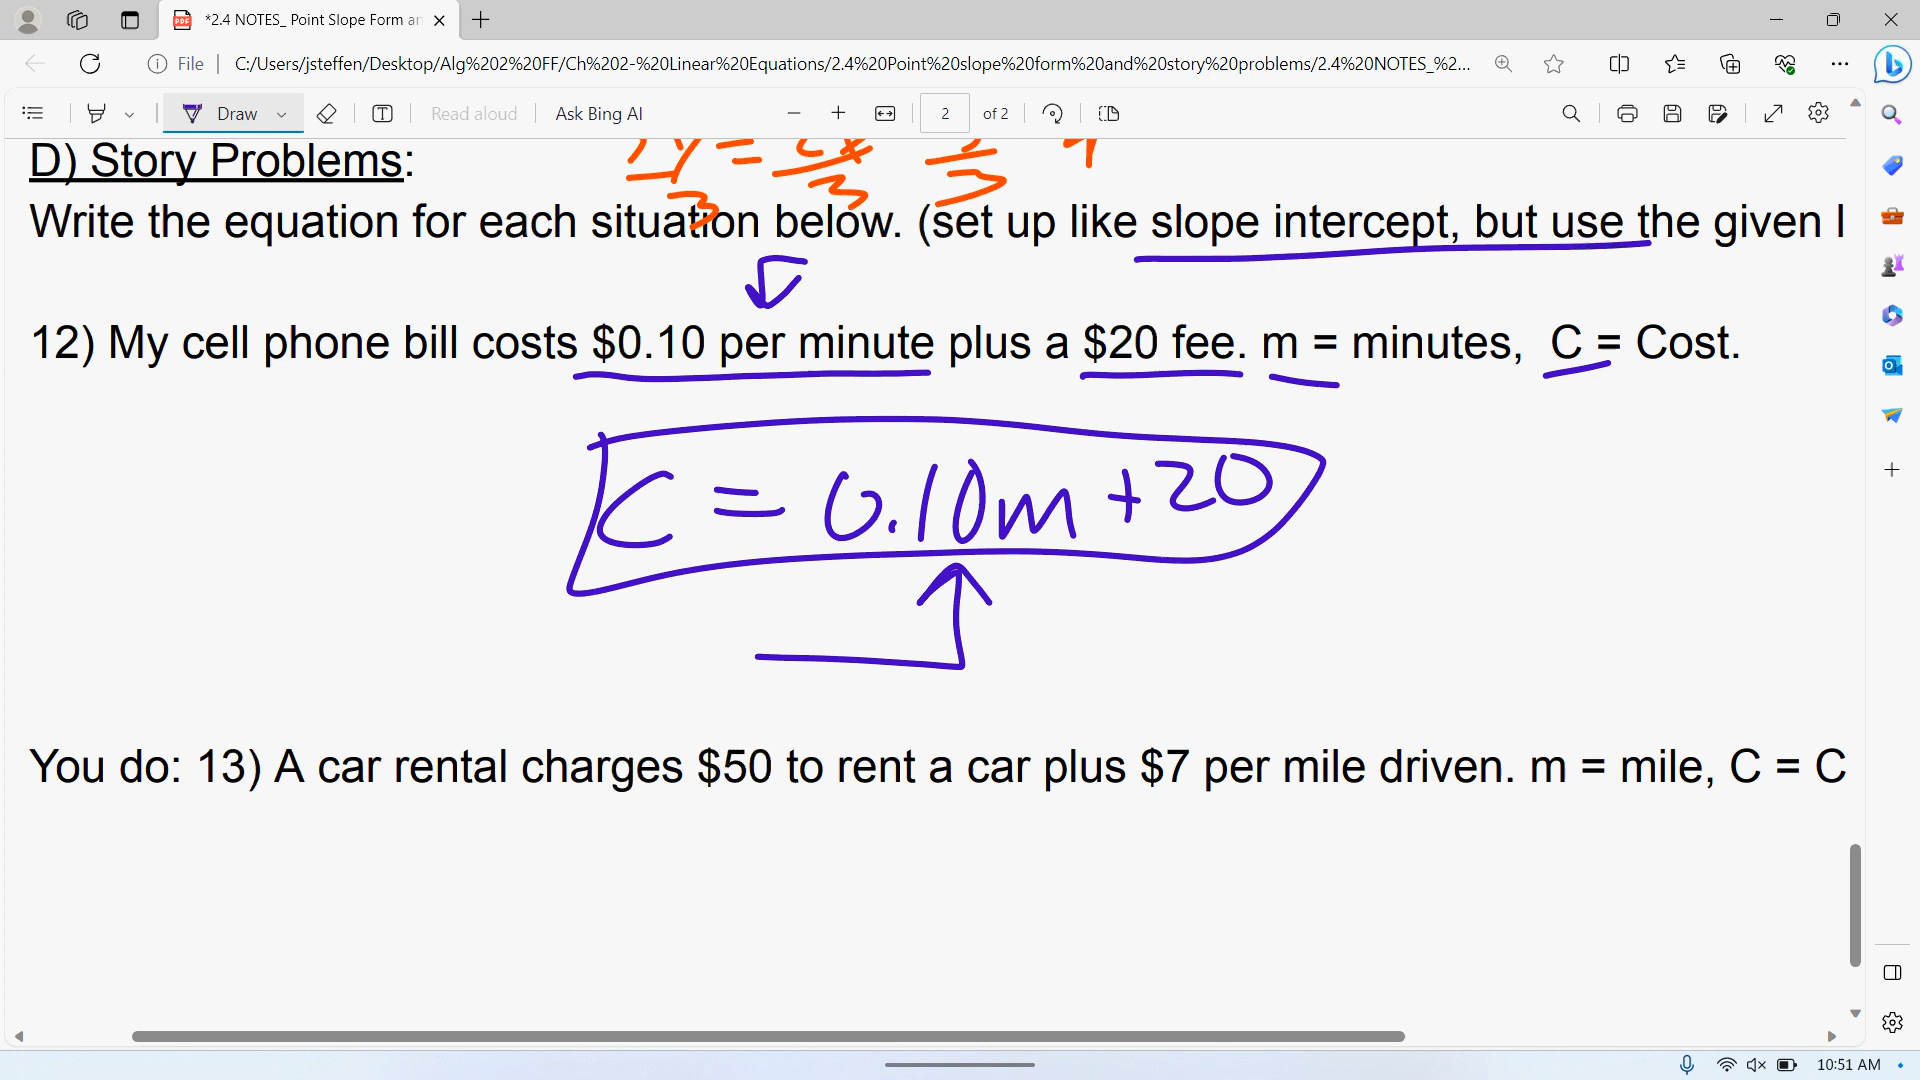 *2.4 NOTES_ Point Slope Form ar
File
C:/Users/jsteffen/Desktop/Alg%202%20FF/Ch%202-%20Linear%20Equations/2.4%20Point%20slope%20form%20and%20story%20problems/2.4%20NOTES_%2...
Draw
Read aloud
Ask Bing AI
2
of 2
D) Story Problems:
3
3
3
Write the equation for each situation below. (set up like slope intercept, but use the given l
12) My cell phone bill costs $0.10 per minute plus a $20 fee. m = minutes, C = Cost.
C = 0.10m + 20
You do: 13) A car rental charges $50 to rent a car plus $7 per mile driven. m = mile, C = C
10:51 AM